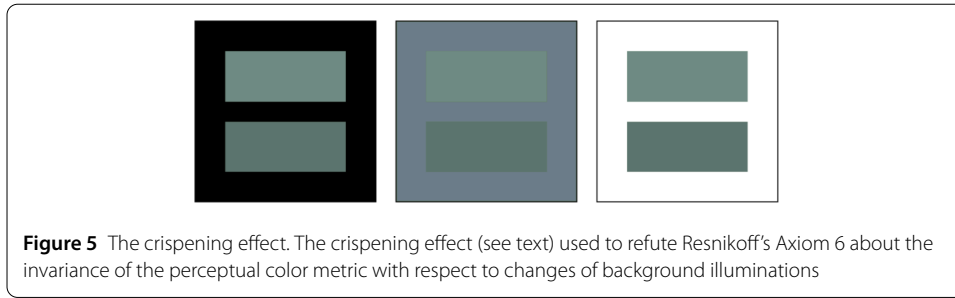 Figure 5 The crispening effect. The crispening effect (see text) used to refute Resnikoff's Axiom 6 about the
invariance of the perceptual color metric with respect to changes of background illuminations